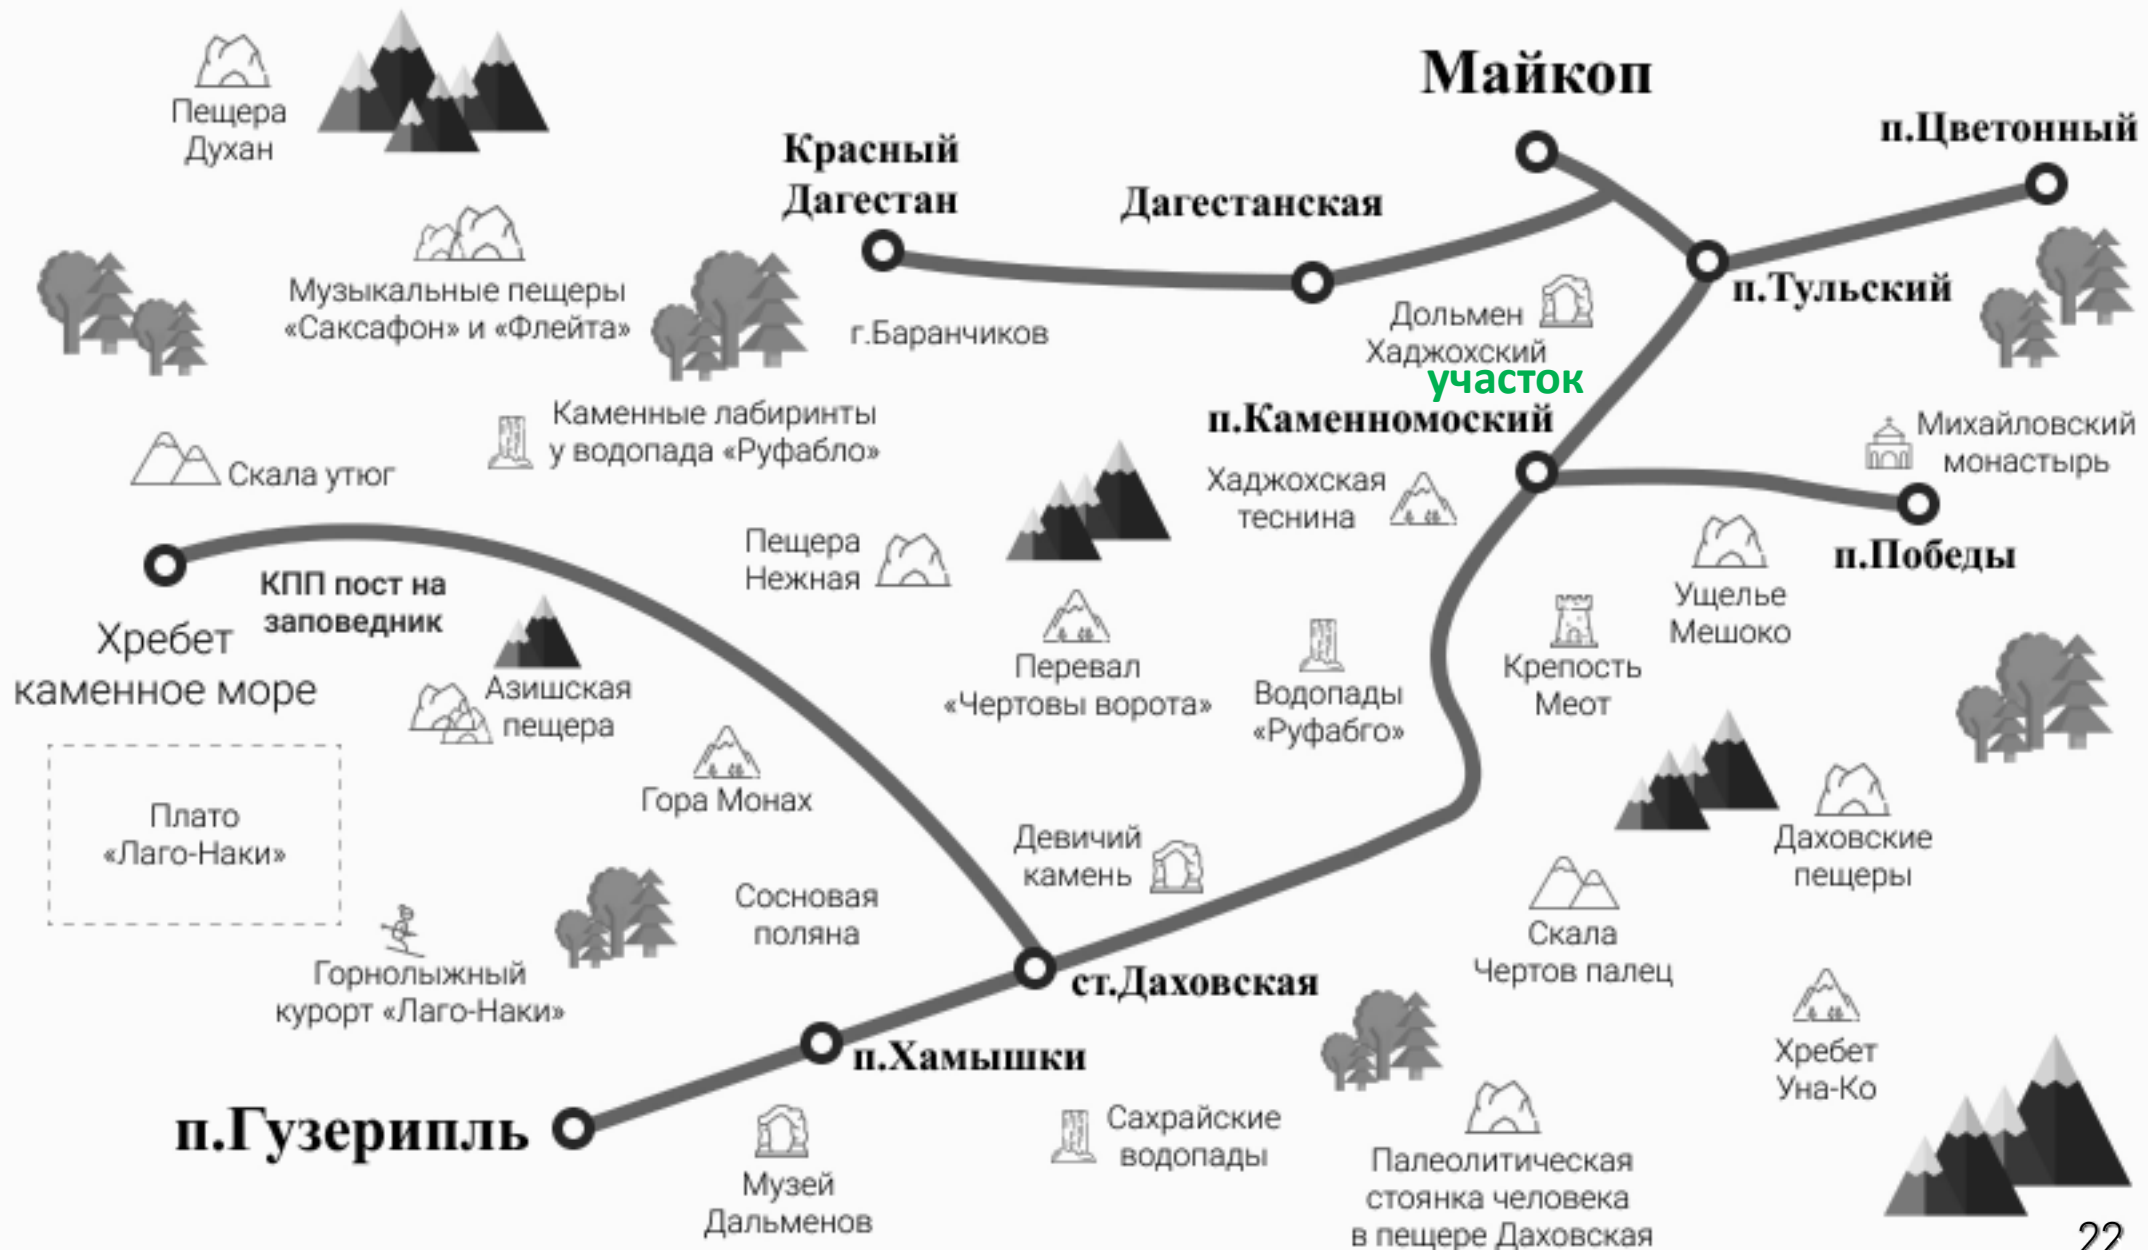 Майкоп
п.Цветонный
Пещера
Духан
Красный
Дагестан
Дагестанская
п.Тульский
Музыкальные пещеры
«Саксафон» и «Флейта»
г.Баранчиков
Дольмен
Хаджохский
участок
п.Каменномоский
Каменные лабиринты
у водопада «Руфабло»
Михайловский
монастырь
Скала утюг
Хаджохская
теснина
Пещера
Нежная
п.Победы
КПП пост на
заповедник
Хребет
каменное море
Ущелье
Мешоко
Перевал
«Чертовы ворота»
Водопады
«Руфабго»
Крепость
Меот
Азишская
пещера
Гора Монах
Плато
«Лаго-Наки»
Девичий
камень
Даховские
пещеры
Сосновая
поляна
Скала
Чертов палец
Горнолыжный
курорт «Лаго-Наки»
ст.Даховская
п.Хамышки
Хребет
Уна-Ко
п.Гузерипль
Сахрайские
водопады
Музей
Дальменов
Палеолитическая
стоянка человека
в пещере Даховская
22